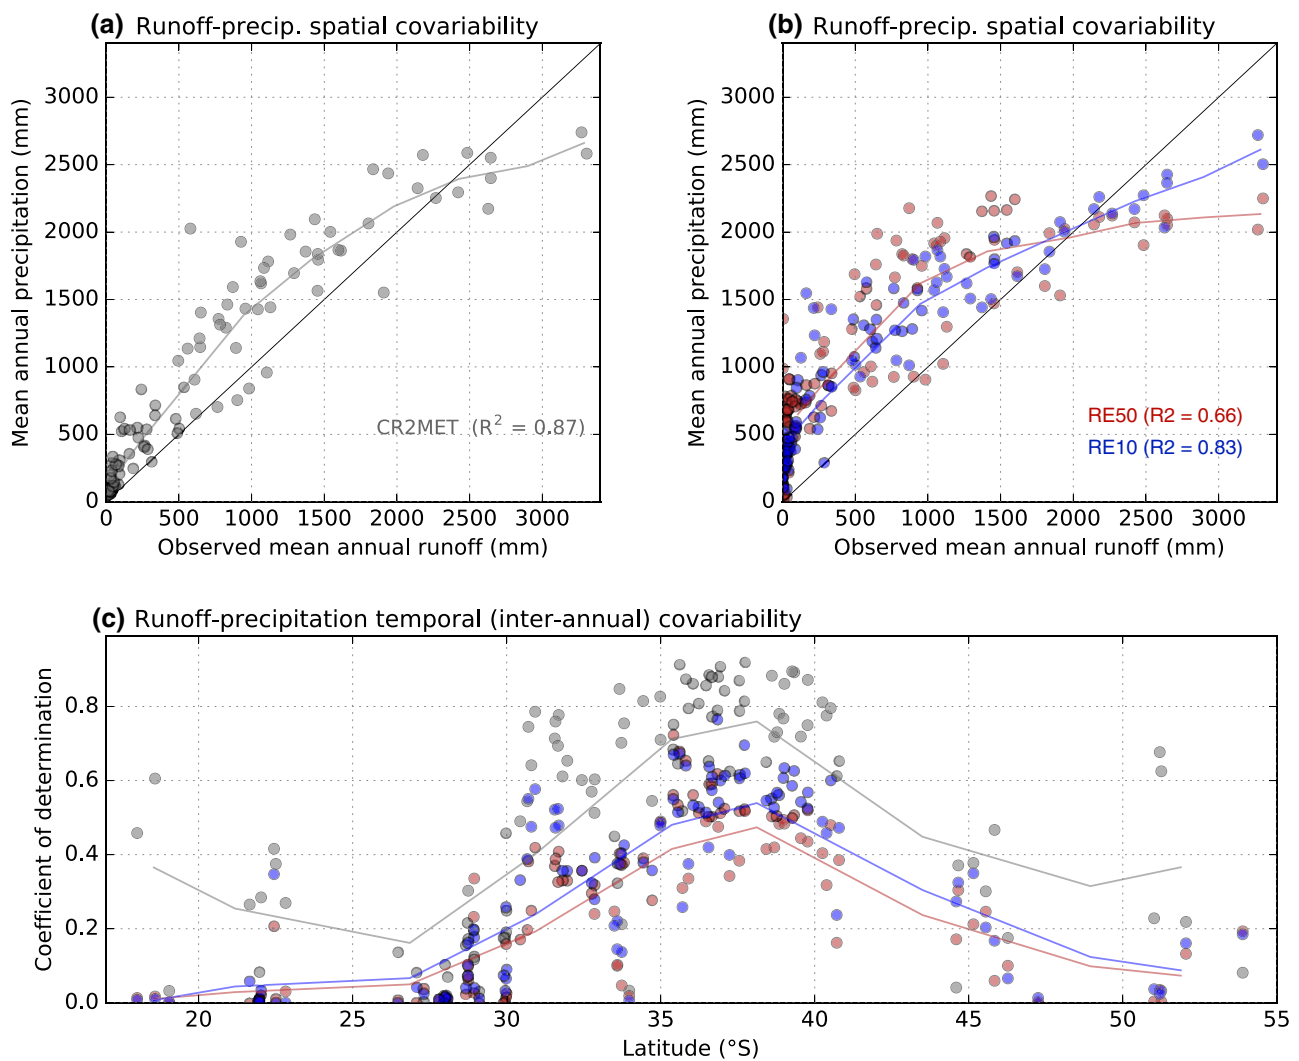 (a) Runoff-precip. spatial covariability
Mean annual precipitation (mm)
3000
2500
2000
1500
1000
500
0
CR2MET (R² = 0.87)
0 500 1000 1500 2000 2500 3000
Observed mean annual runoff (mm)
(b) Runoff-precip. spatial covariability
Mean annual precipitation (mm)
3000
2500
2000
1500
1000
500
0
RE50 (R2 = 0.66)
RE10 (R2 = 0.83)
0 500 1000 1500 2000 2500 3000
Observed mean annual runoff (mm)
(c) Runoff-precipitation temporal (inter-annual) covariability
Coefficient of determination
0.8
0.6
0.4
0.2
0.0
20 25 30 35 40 45 50 55
Latitude (°S)